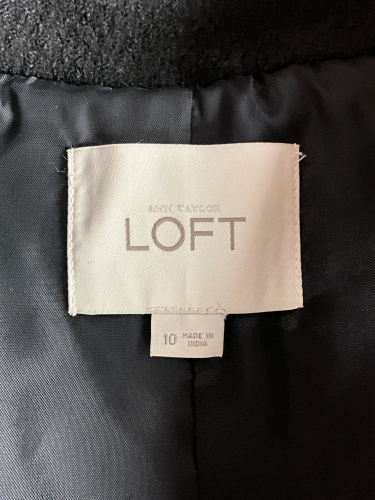 ANN TAYLOR
LOFT
10 MADE IN
INDIA